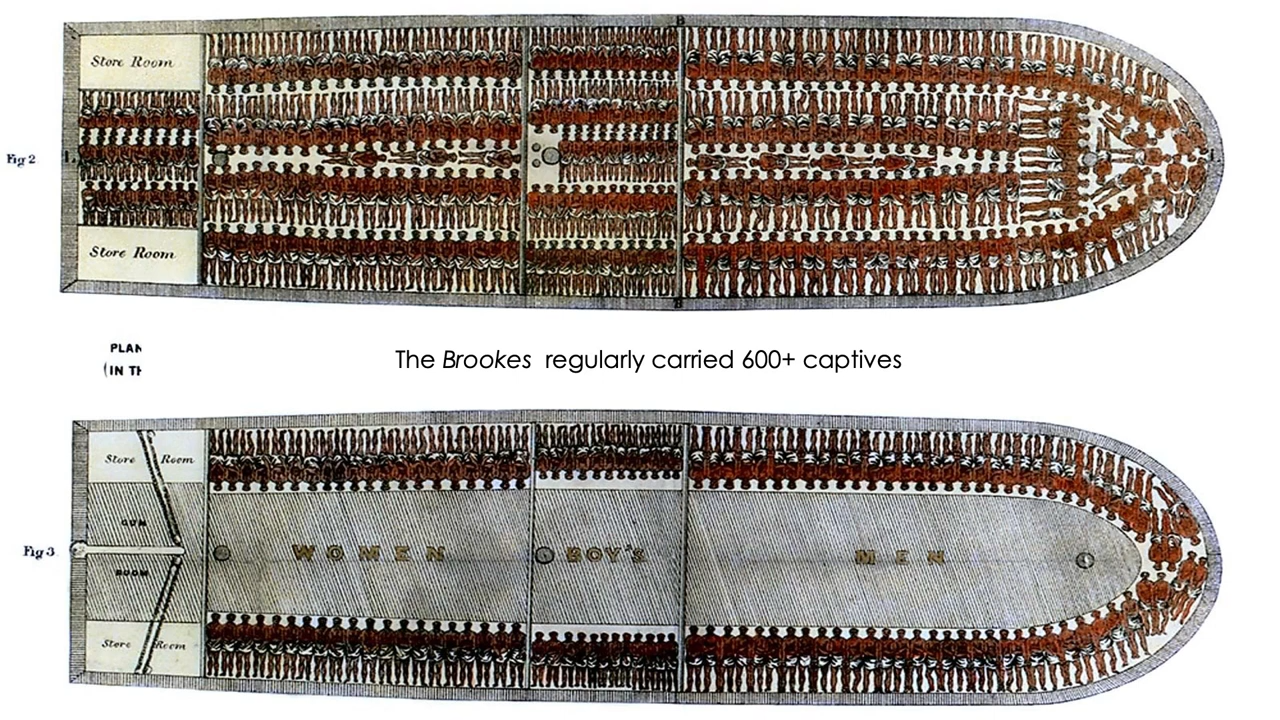 B
Store Room
Fig 2
Store Room
B
PLAN
(IN TH
The Brookes regularly carried 600+ captives
Store Room
GUN
Fig 3.
WOMEN BOY'S MEN
ROOM
Store Room